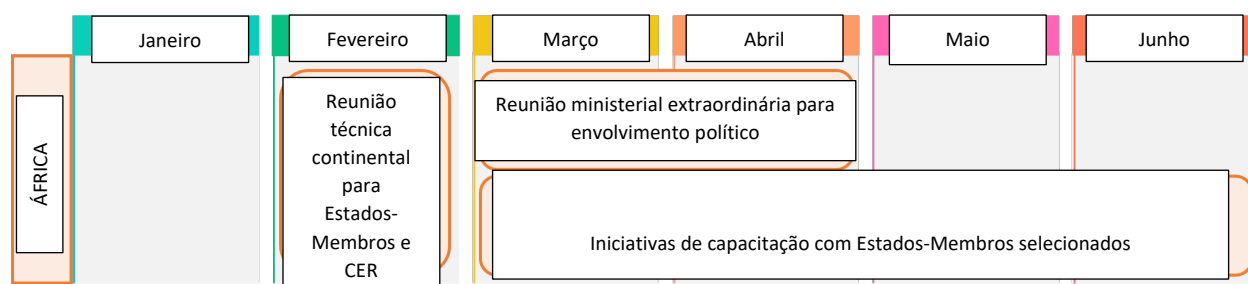 Janeiro
Fevereiro
Março
Abril
Maio
Junho
ÁFRICA
Reunião
técnica
continental
para
Estados-
Membros e
CER
Reunião ministerial extraordinária para
envolvimento político
Iniciativas de capacitação com Estados-Membros selecionados